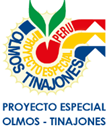 PERU
PROYECTO ESPECIAL
OLMOS TINAJONES
PROYECTO ESPECIAL
OLMOS - TINAJONES